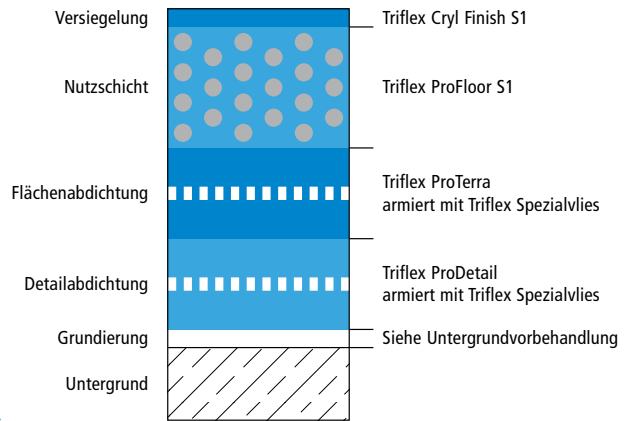 Versiegelung
Triflex Cryl Finish S1
Nutzschicht
Triflex ProFloor S1
Flächenabdichtung
Triflex ProTerra
armiert mit Triflex Spezialvlies
Detailabdichtung
Triflex ProDetail
armiert mit Triflex Spezialvlies
Grundierung
Siehe Untergrundvorbehandlung
Untergrund